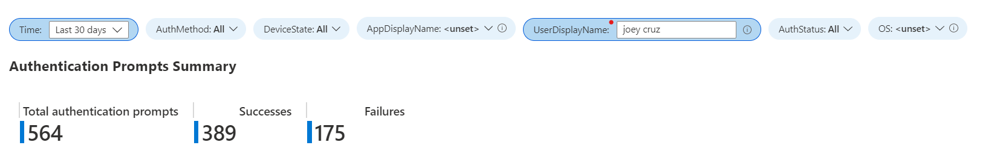 Time: Last 30 days AuthMethod: All DeviceState: All AppDisplayName: <unset> UserDisplayName: joey cruz AuthStatus: All OS: <unset>
Authentication Prompts Summary
Total authentication prompts Successes Failures
564 389 175